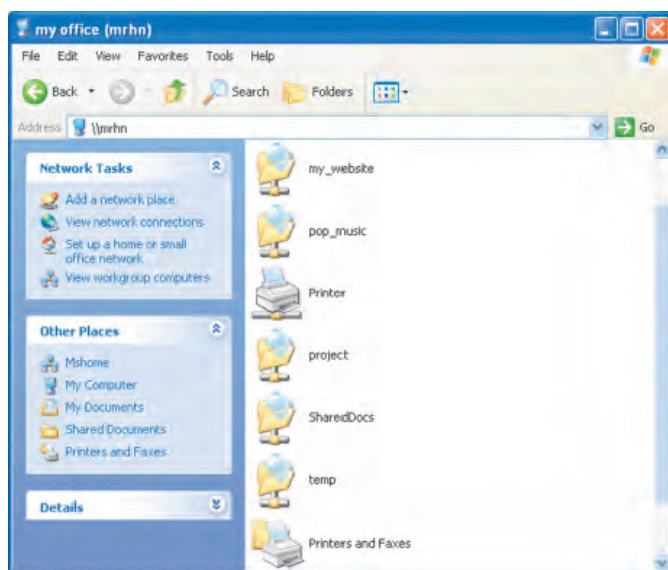 my office (mrhn)
File Edit View Favorites Tools Help
Back Search Folders
Address \\mrhn Go
Network Tasks
Add a network place
View network connections
Set up a home or small
office network
View workgroup computers
Other Places
Mshome
My Computer
My Documents
Shared Documents
Printers and Faxes
Details
my_website
pop_music
Printer
project
SharedDocs
temp
Printers and Faxes